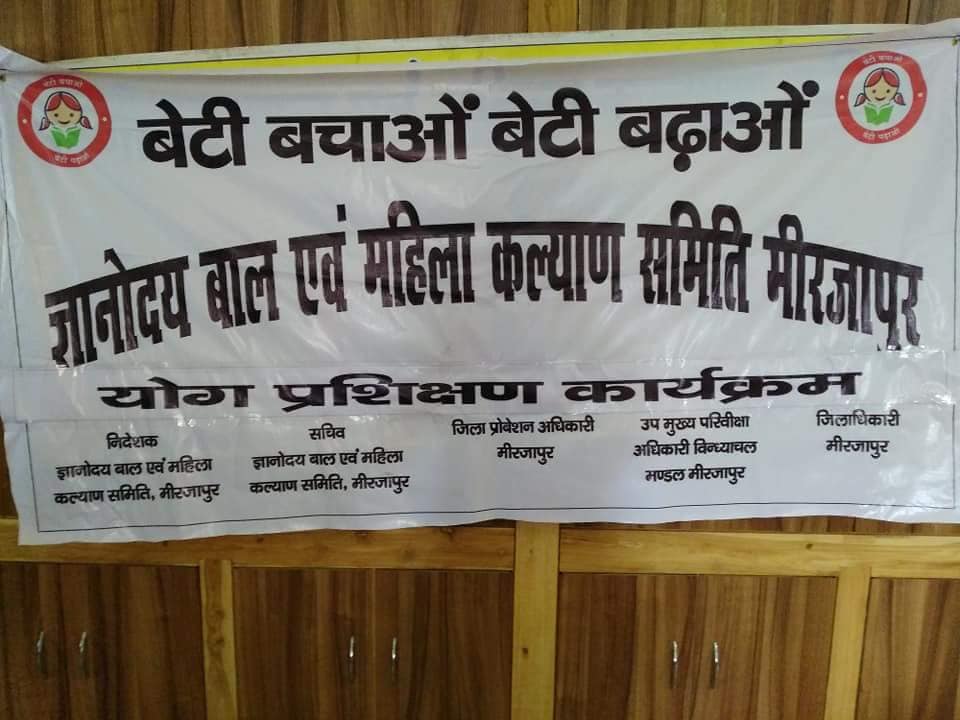 बेटी बचाओ
बेटी पढ़ाओ
बेटी बचाओ
बेटी पढ़ाओ
बेटी बचाओं बेटी बढ़ाओं
ज्ञानोदय बाल एवं महिला कल्याण समिति मीरजापुर
योग प्रशिक्षण कार्यक्रम
निदेशक
ज्ञानोदय बाल एवं महिला
कल्याण समिति, मीरजापुर
सचिव
ज्ञानोदय बाल एवं महिला
कल्याण समिति, मीरजापुर
जिला प्रोबेशन अधिकारी
मीरजापुर
उप मुख्य परिवीक्षा
अधिकारी विन्ध्याचल
मण्डल मीरजापुर
जिलाधिकारी
मीरजापुर